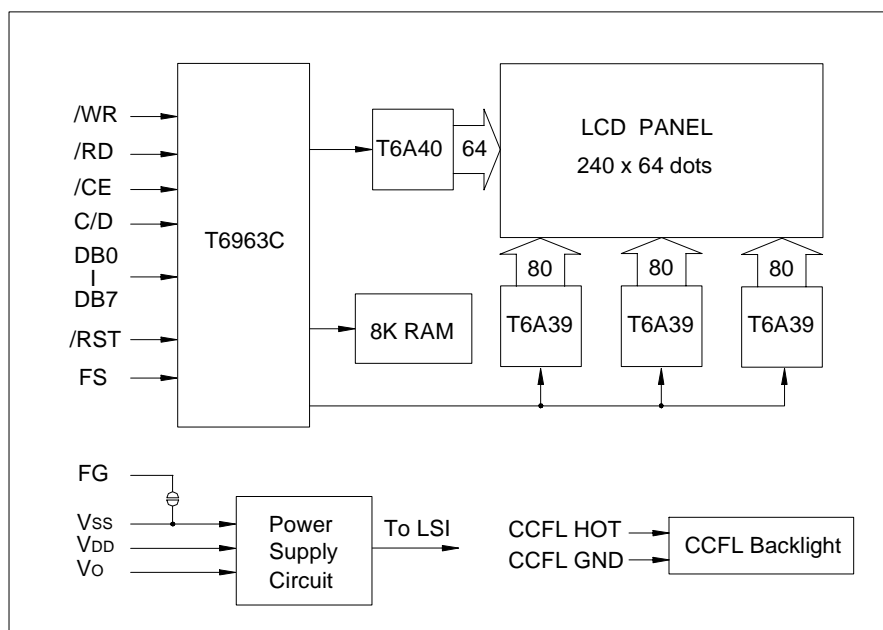 /WR
/RD
/CE
C/D
DB0
I
DB7
/RST
FS
T6963C
T6A40
64
LCD PANEL
240 x 64 dots
8K RAM
80
80
80
T6A39
T6A39
T6A39
FG
VSS
VDD
VO
Power
Supply
Circuit
To LSI
CCFL HOT
CCFL GND
CCFL Backlight